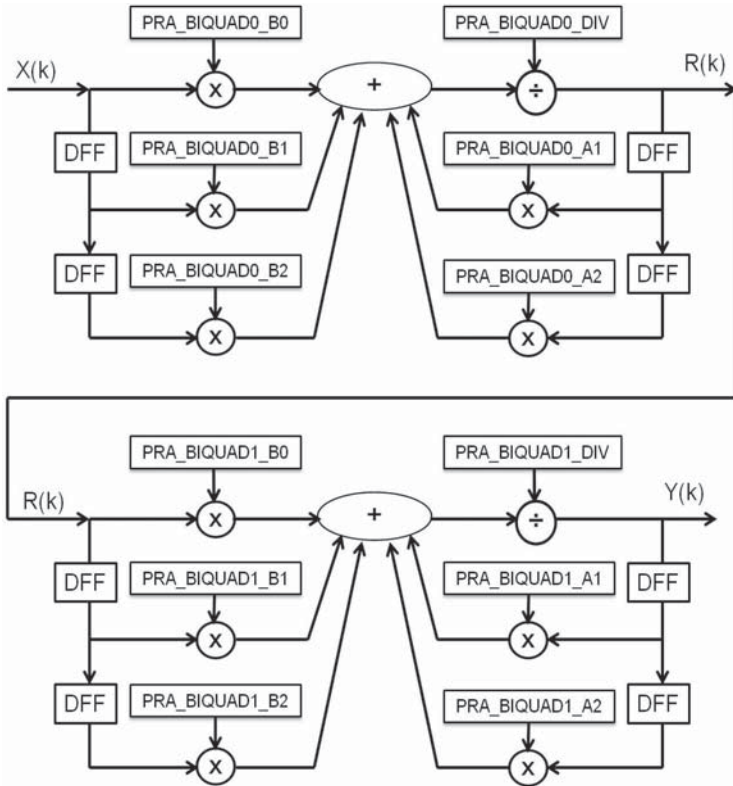 PRA_BIQUAD0_B0
PRA_BIQUAD0_DIV
X(k)
R(k)
X
+
÷
DFF
PRA_BIQUAD0_B1
PRA_BIQUAD0_A1
DFF
X
X
DFF
PRA_BIQUAD0_B2
PRA_BIQUAD0_A2
DFF
X
X
PRA_BIQUAD1_B0
PRA_BIQUAD1_DIV
R(k)
Y(k)
X
+
÷
DFF
PRA_BIQUAD1_B1
PRA_BIQUAD1_A1
DFF
X
X
DFF
PRA_BIQUAD1_B2
PRA_BIQUAD1_A2
DFF
X
X